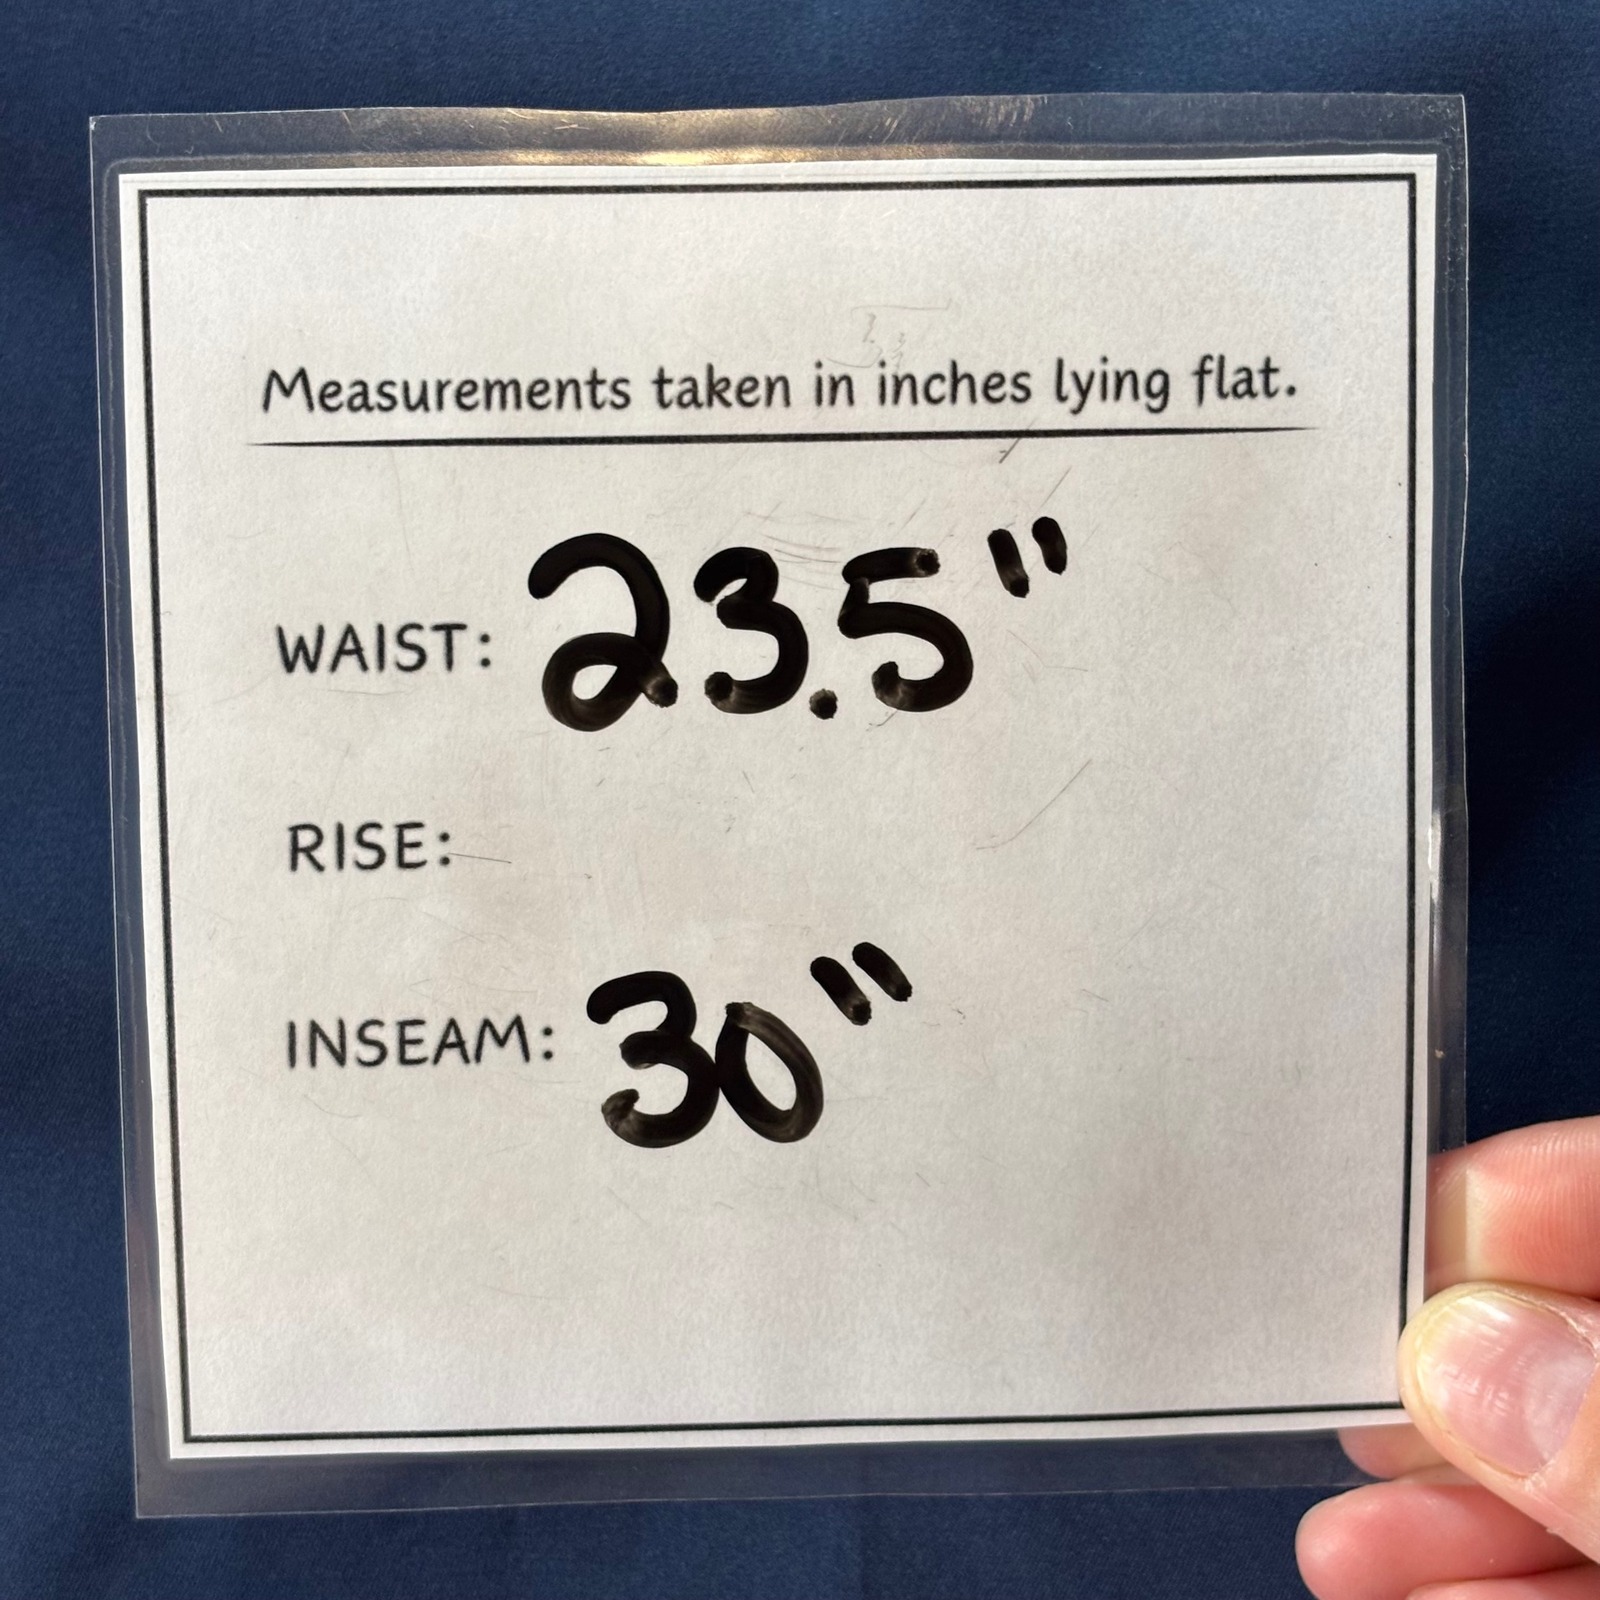 Measurements taken in inches lying flat.
WAIST: 23.5"
RISE:
INSEAM: 30"